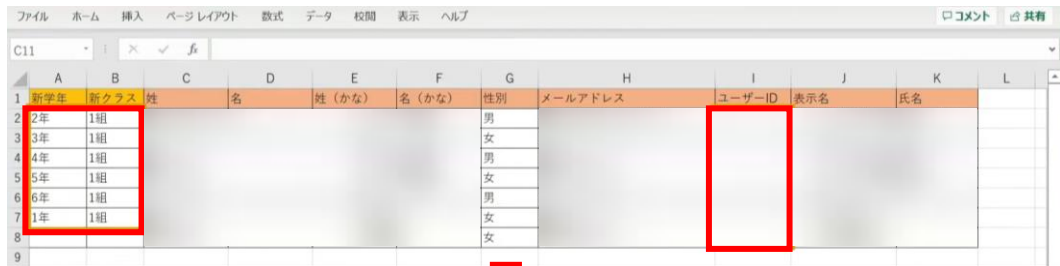 ファイル ホーム 挿入 ページ レイアウト 数式 データ 校閲 表示 ヘルプ コメント 共有
C11 fx
A B C D E F G H I J K L
1 新学年 新クラス 姓 名 姓（かな） 名（かな） 性別 メールアドレス ユーザーID 表示名 氏名
2 2年 1組 男
3 3年 1組 女
4 4年 1組 男
5 5年 1組 女
6 6年 1組 男
7 1年 1組 女
8 女
9